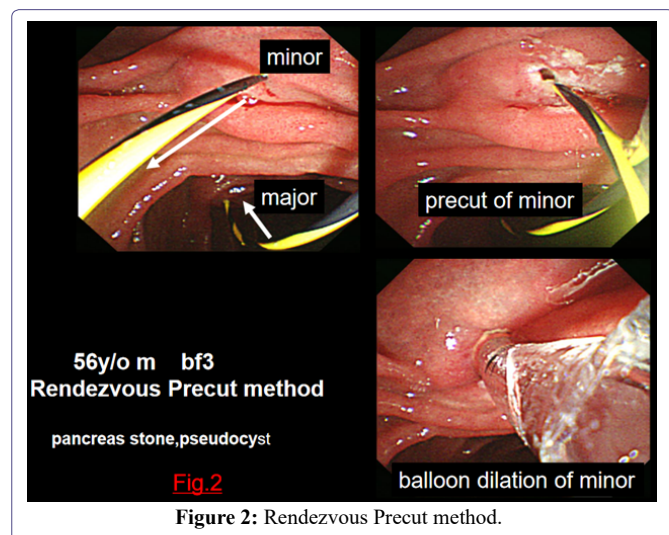 minor
major
precut of minor
56y/o m bf3
Rendezvous Precut method
pancreas stone,pseudocyst
Fig.2
balloon dilation of minor
Figure 2: Rendezvous Precut method.